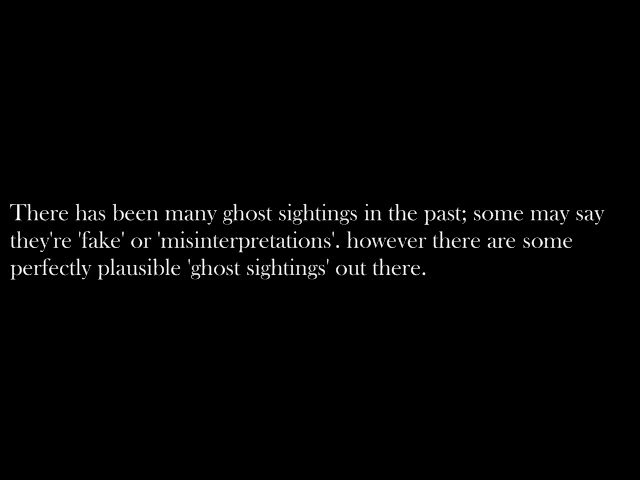 There has been many ghost sightings in the past; some may say
they're 'fake' or 'misinterpretations'. however there are some
perfectly plausible 'ghost sightings' out there.